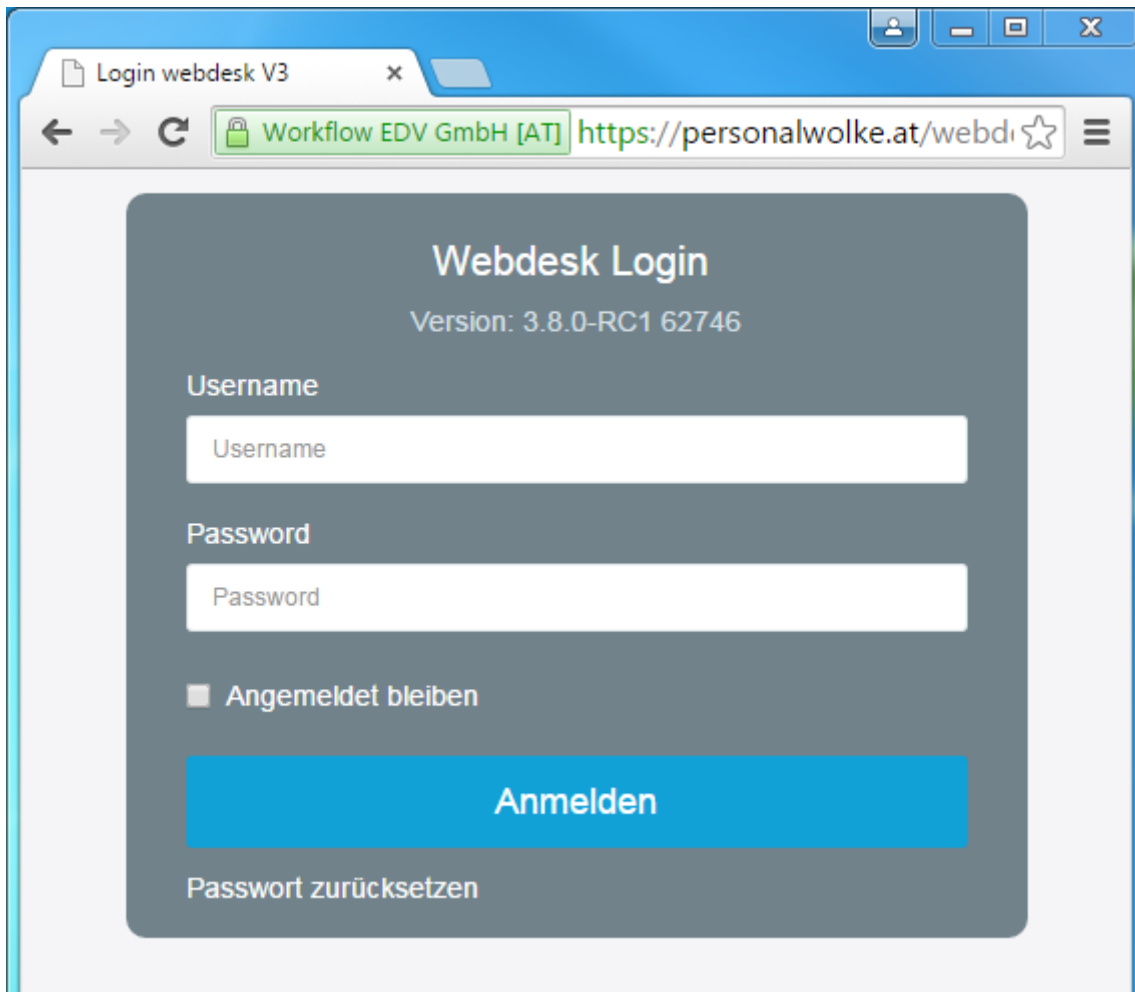 Login webdesk V3
Workflow EDV GmbH [AT] https://personalwolke.at/webd
Webdesk Login
Version: 3.8.0-RC1 62746
Username
Username
Password
Password
Angemeldet bleiben
Anmelden
Passwort zurücksetzen